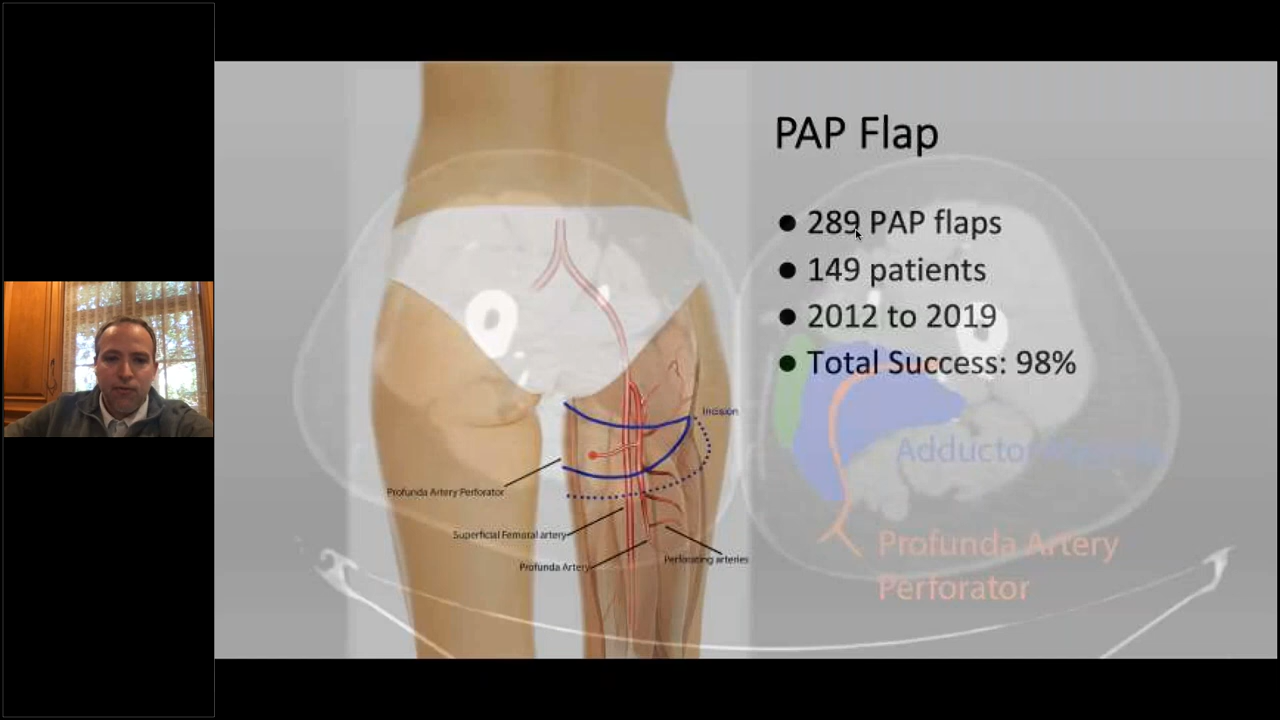 PAP Flap
● 289 PAP flaps
● 149 patients
● 2012 to 2019
● Total Success: 98%
Incision
Profunda Artery Perforator
Superficial Femoral artery
Profunda Artery
Perforating arteries
Adductor
Profunda Artery
Perforator